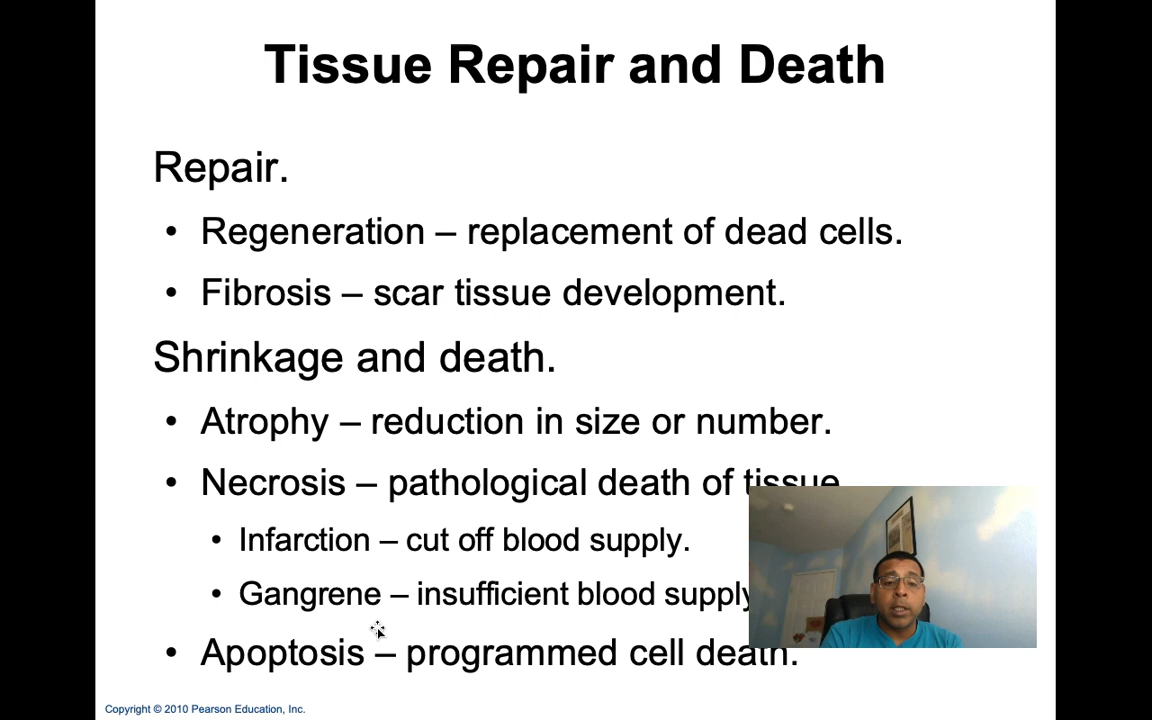 Tissue Repair and Death
Repair.
• Regeneration – replacement of dead cells.
• Fibrosis – scar tissue development.
Shrinkage and death.
• Atrophy – reduction in size or number.
• Necrosis – pathological death of tissue
• Infarction – cut off blood supply.
• Gangrene – insufficient blood supply
• Apoptosis – programmed cell death.
Copyright © 2010 Pearson Education, Inc.